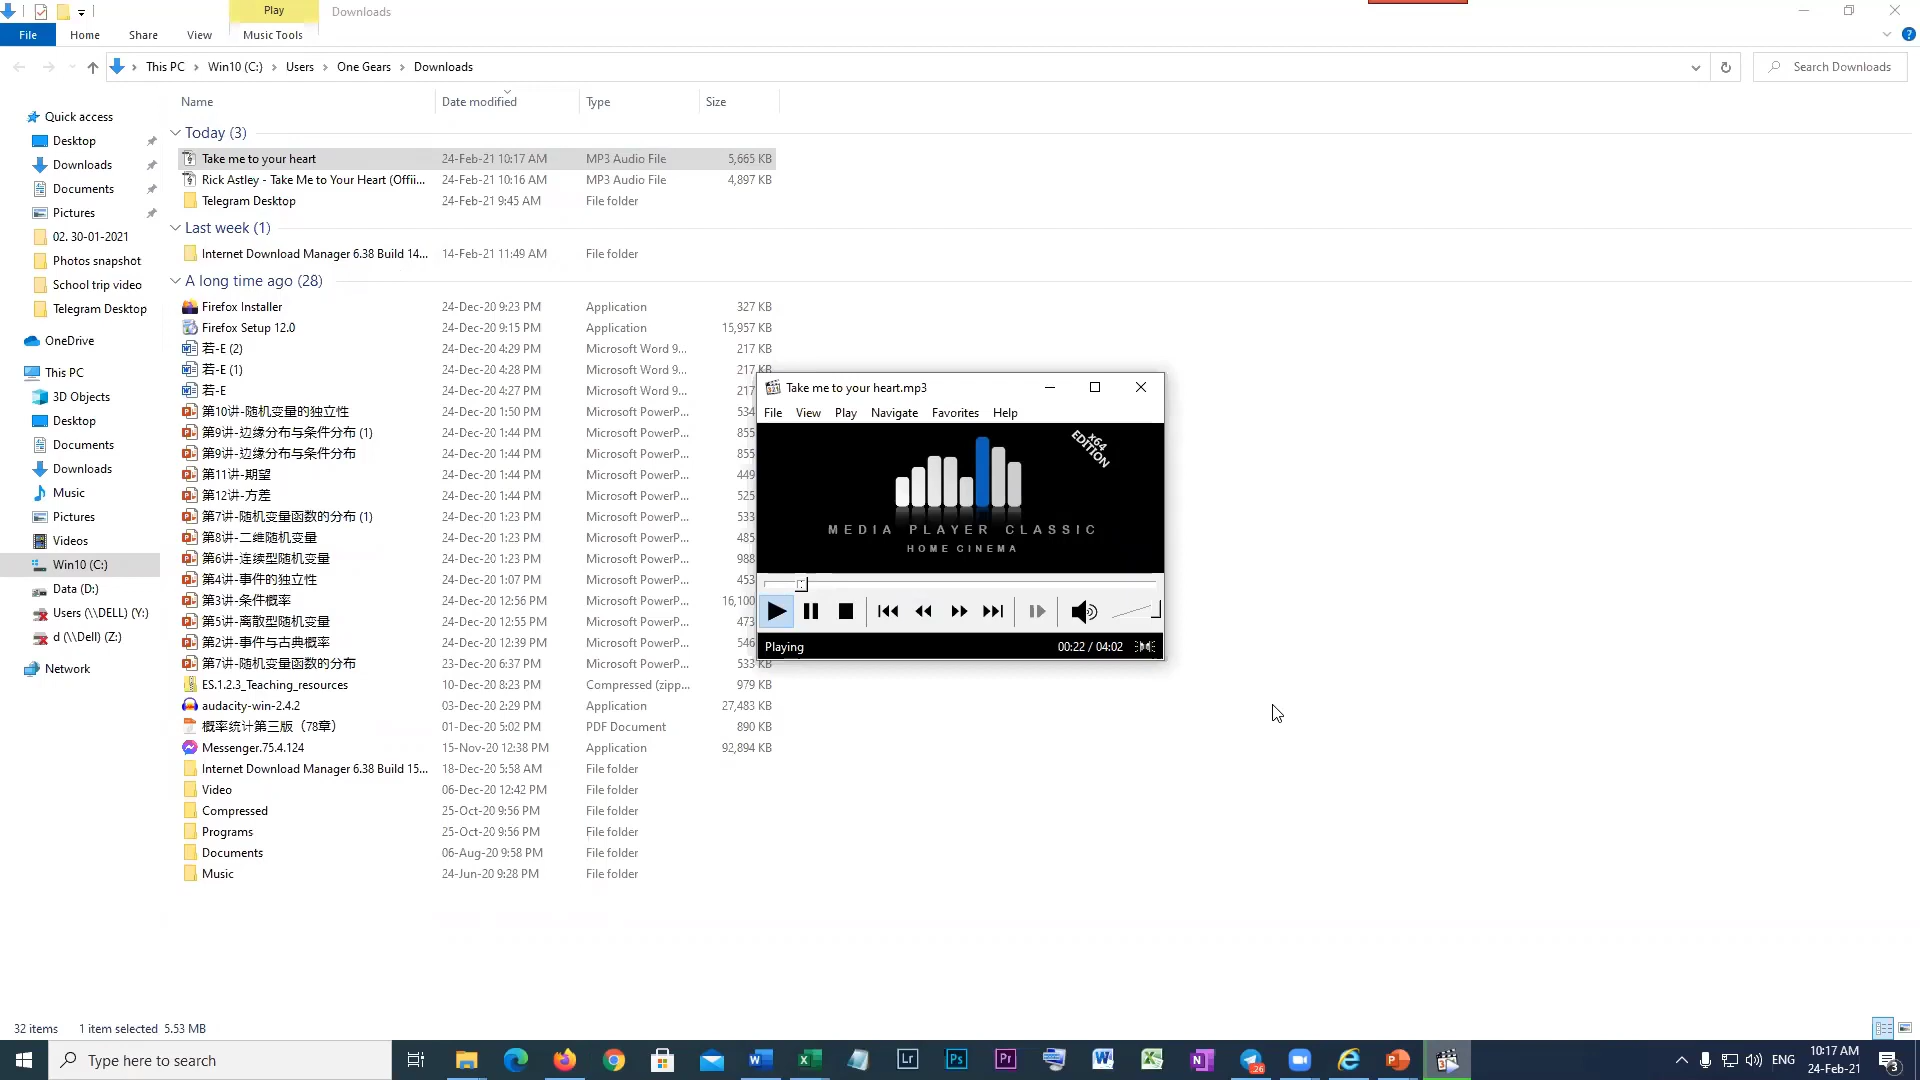 Play
Downloads
File
Home
Share
View
Music Tools
This PC > Win10 (C:) > Users > One Gears > Downloads
Search Downloads
Name
Date modified
Type
Size
Quick access
Desktop
Downloads
Documents
Pictures
02. 30-01-2021
Photos snapshot
School trip video
Telegram Desktop
OneDrive
This PC
3D Objects
Desktop
Documents
Downloads
Music
Pictures
Videos
Win10 (C:)
Data (D:)
Users (\\DELL) (Y:)
d (\\Dell) (Z:)
Network
Today (3)
Take me to your heart 24-Feb-21 10:17 AM MP3 Audio File 5,665 KB
Rick Astley - Take Me to Your Heart (Offii... 24-Feb-21 10:16 AM MP3 Audio File 4,897 KB
Telegram Desktop 24-Feb-21 9:45 AM File folder
Last week (1)
Internet Download Manager 6.38 Build 14... 14-Feb-21 11:49 AM File folder
A long time ago (28)
Firefox Installer 24-Dec-20 9:23 PM Application 327 KB
Firefox Setup 12.0 24-Dec-20 9:15 PM Application 15,957 KB
若-E (2) 24-Dec-20 4:29 PM Microsoft Word 9... 217 KB
若-E (1) 24-Dec-20 4:28 PM Microsoft Word 9... 217 KB
若-E 24-Dec-20 4:27 PM Microsoft Word 9... 217
第10讲-随机变量的独立性 24-Dec-20 1:50 PM Microsoft PowerP... 534
第9讲-边缘分布与条件分布 (1) 24-Dec-20 1:44 PM Microsoft PowerP... 855
第9讲-边缘分布与条件分布 24-Dec-20 1:44 PM Microsoft PowerP... 855
第11讲-期望 24-Dec-20 1:44 PM Microsoft PowerP... 449
第12讲-方差 24-Dec-20 1:44 PM Microsoft PowerP... 525
第7讲-随机变量函数的分布 (1) 24-Dec-20 1:23 PM Microsoft PowerP... 533
第8讲-二维随机变量 24-Dec-20 1:23 PM Microsoft PowerP... 485
第6讲-连续型随机变量 24-Dec-20 1:23 PM Microsoft PowerP... 988
第4讲-事件的独立性 24-Dec-20 1:07 PM Microsoft PowerP... 453
第3讲-条件概率 24-Dec-20 12:56 PM Microsoft PowerP... 16,100
第5讲-离散型随机变量 24-Dec-20 12:55 PM Microsoft PowerP... 473
第2讲-事件与古典概率 24-Dec-20 12:39 PM Microsoft PowerP... 546
第7讲-随机变量函数的分布 23-Dec-20 6:37 PM Microsoft PowerP... 533 KB
ES.1.2.3_Teaching_resources 10-Dec-20 8:23 PM Compressed (zipp... 979 KB
audacity-win-2.4.2 03-Dec-20 2:29 PM Application 27,483 KB
概率统计第三版（78章） 01-Dec-20 5:02 PM PDF Document 890 KB
Messenger.75.4.124 15-Nov-20 12:38 PM Application 92,894 KB
Internet Download Manager 6.38 Build 15... 18-Dec-20 5:58 AM File folder
Video 06-Dec-20 12:42 PM File folder
Compressed 25-Oct-20 9:56 PM File folder
Programs 25-Oct-20 9:56 PM File folder
Documents 06-Aug-20 9:58 PM File folder
Music 24-Jun-20 9:28 PM File folder
Take me to your heart.mp3
File View Play Navigate Favorites Help
x64
EDITION
MEDIA PLAYER CLASSIC
HOME CINEMA
Playing
00:22 / 04:02
32 items 1 item selected 5.53 MB
Type here to search
Lr
Ps
Pr
26
ENG
10:17 AM
24-Feb-21
3